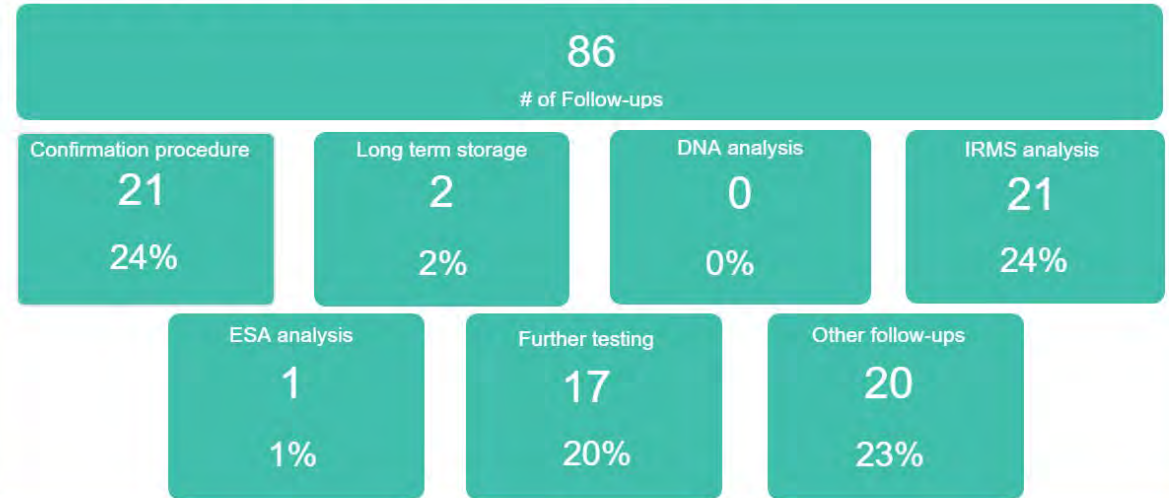 86
# of Follow-ups
Confirmation procedure
21
24%
Long term storage
2
2%
DNA analysis
0
0%
IRMS analysis
21
24%
ESA analysis
1
1%
Further testing
17
20%
Other follow-ups
20
23%